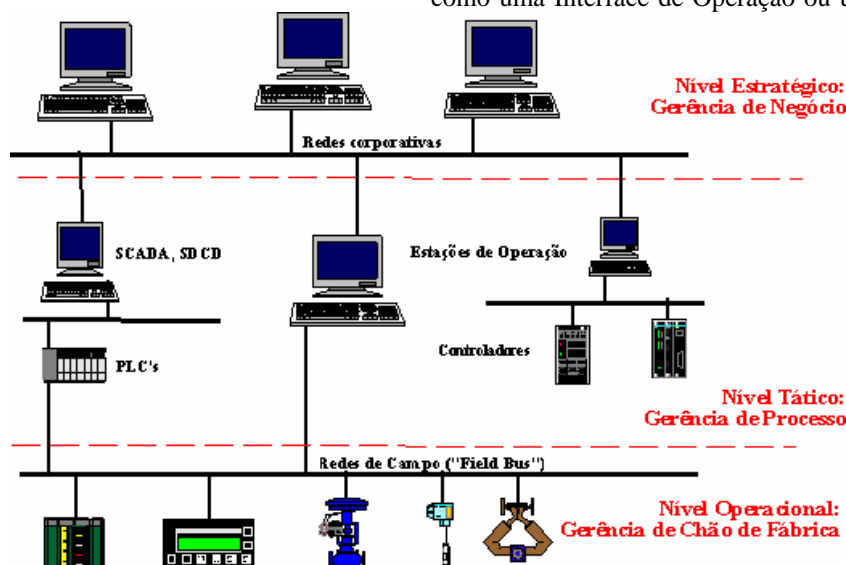 como uma Interface de Operação ou
Nível Estratégico:
Gerência de Negócio
Redes corporativas
SCADA, SDCD
Estações de Operação
PLC's
Controladores
Nível Tático:
Gerência de Processo
Redes de Campo ("Field Bus")
Nível Operacional:
Gerência de Chão de Fábrica